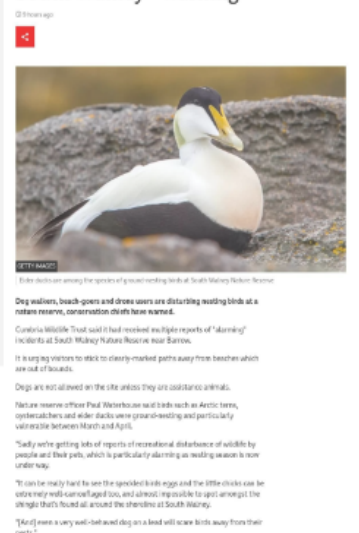 9 hours ago
GETTY IMAGES
Eider ducks are among the species of ground-nesting birds at South Walney Nature Reserve
Dog walkers, beach-goers and drone users are disturbing nesting birds at a
nature reserve, conservation chiefs have warned.
Cumbria Wildlife Trust said it had received multiple reports of "alarming"
incidents at South Walney Nature Reserve near Barrow.
It is urging visitors to stick to clearly-marked paths away from beaches which
are out of bounds.
Dogs are not allowed on the site unless they are assistance animals.
Nature reserve officer Paul Waterhouse said birds such as Arctic terns,
oystercatchers and eider ducks were ground-nesting and particularly
vulnerable between March and April.
"Sadly we're getting lots of reports of recreational disturbance of wildlife by
people and their pets, which is particularly alarming as nesting season is now
under way.
"It can be really hard to see the speckled birds eggs and the little chicks can be
extremely well-camouflaged too, and almost impossible to spot amongst the
shingle that's found all around the shoreline at South Walney.
"[And] even a very well-behaved dog on a lead will scare birds away from their